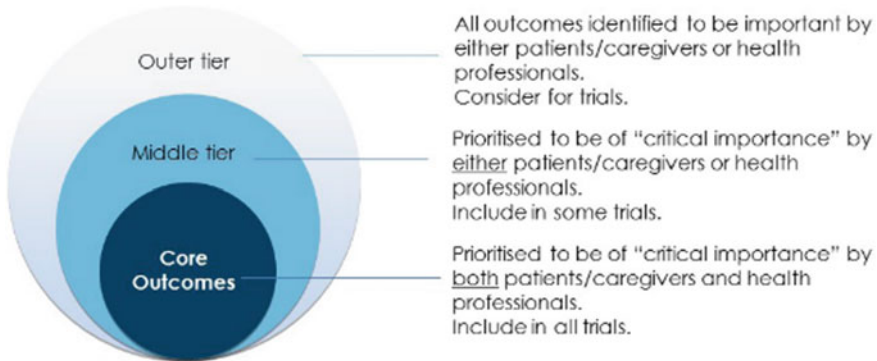 Outer tier
All outcomes identified to be important by
either patients/caregivers or health
professionals.
Consider for trials.
Middle tier
Prioritised to be of “critical importance” by
either patients/caregivers or health
professionals.
Include in some trials.
Core
Outcomes
Prioritised to be of “critical importance” by
both patients/caregivers and health
professionals.
Include in all trials.